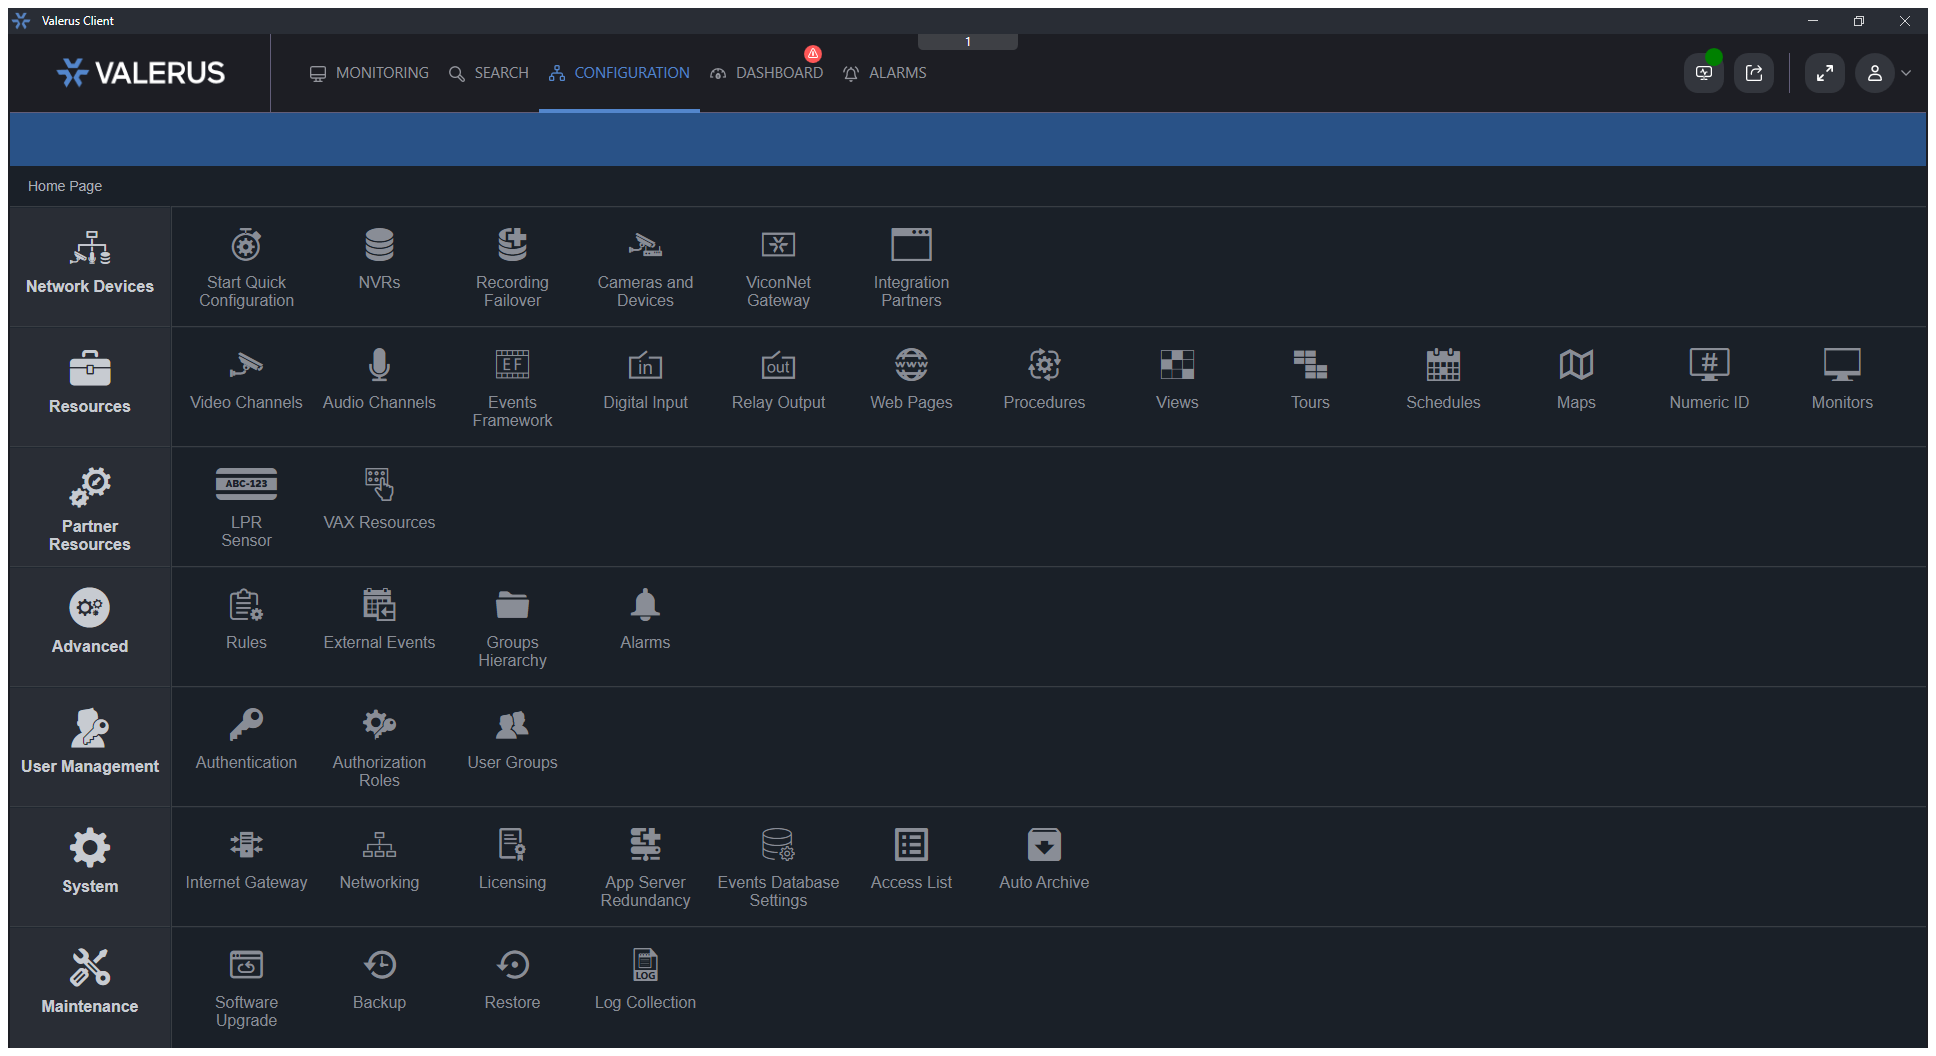 Valerus Client
1
VALERUS
MONITORING
SEARCH
CONFIGURATION
DASHBOARD
ALARMS
Home Page
Network Devices
Start Quick
Configuration
NVRs
Recording
Failover
Cameras and
Devices
ViconNet
Gateway
Integration
Partners
Resources
Video Channels
Audio Channels
EF
Events
Framework
in
Digital Input
out
Relay Output
www
Web Pages
Procedures
Views
Tours
Schedules
Maps
#
Numeric ID
Monitors
Partner
Resources
ABC-123
LPR
Sensor
VAX Resources
Advanced
Rules
External Events
Groups
Hierarchy
Alarms
User Management
Authentication
Authorization
Roles
User Groups
System
Internet Gateway
Networking
Licensing
App Server
Redundancy
Events Database
Settings
Access List
Auto Archive
Maintenance
Software
Upgrade
Backup
Restore
LOG
Log Collection